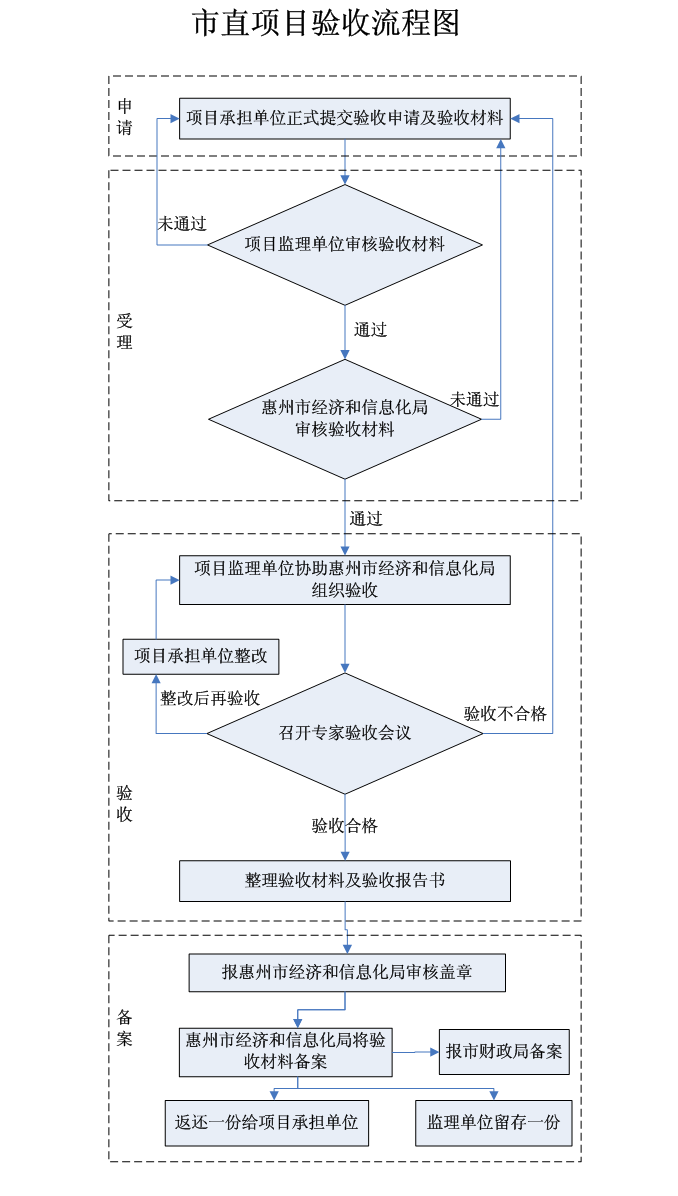 市直项目验收流程图
申
请
项目承担单位正式提交验收申请及验收材料
未通过
项目监理单位审核验收材料
受
理
通过
未通过
惠州市经济和信息化局
审核验收材料
通过
项目监理单位协助惠州市经济和信息化局
组织验收
项目承担单位整改
整改后再验收
验收不合格
召开专家验收会议
验
收
验收合格
整理验收材料及验收报告书
报惠州市经济和信息化局审核盖章
备
案
惠州市经济和信息化局将验
收材料备案
报市财政局备案
返还一份给项目承担单位
监理单位留存一份